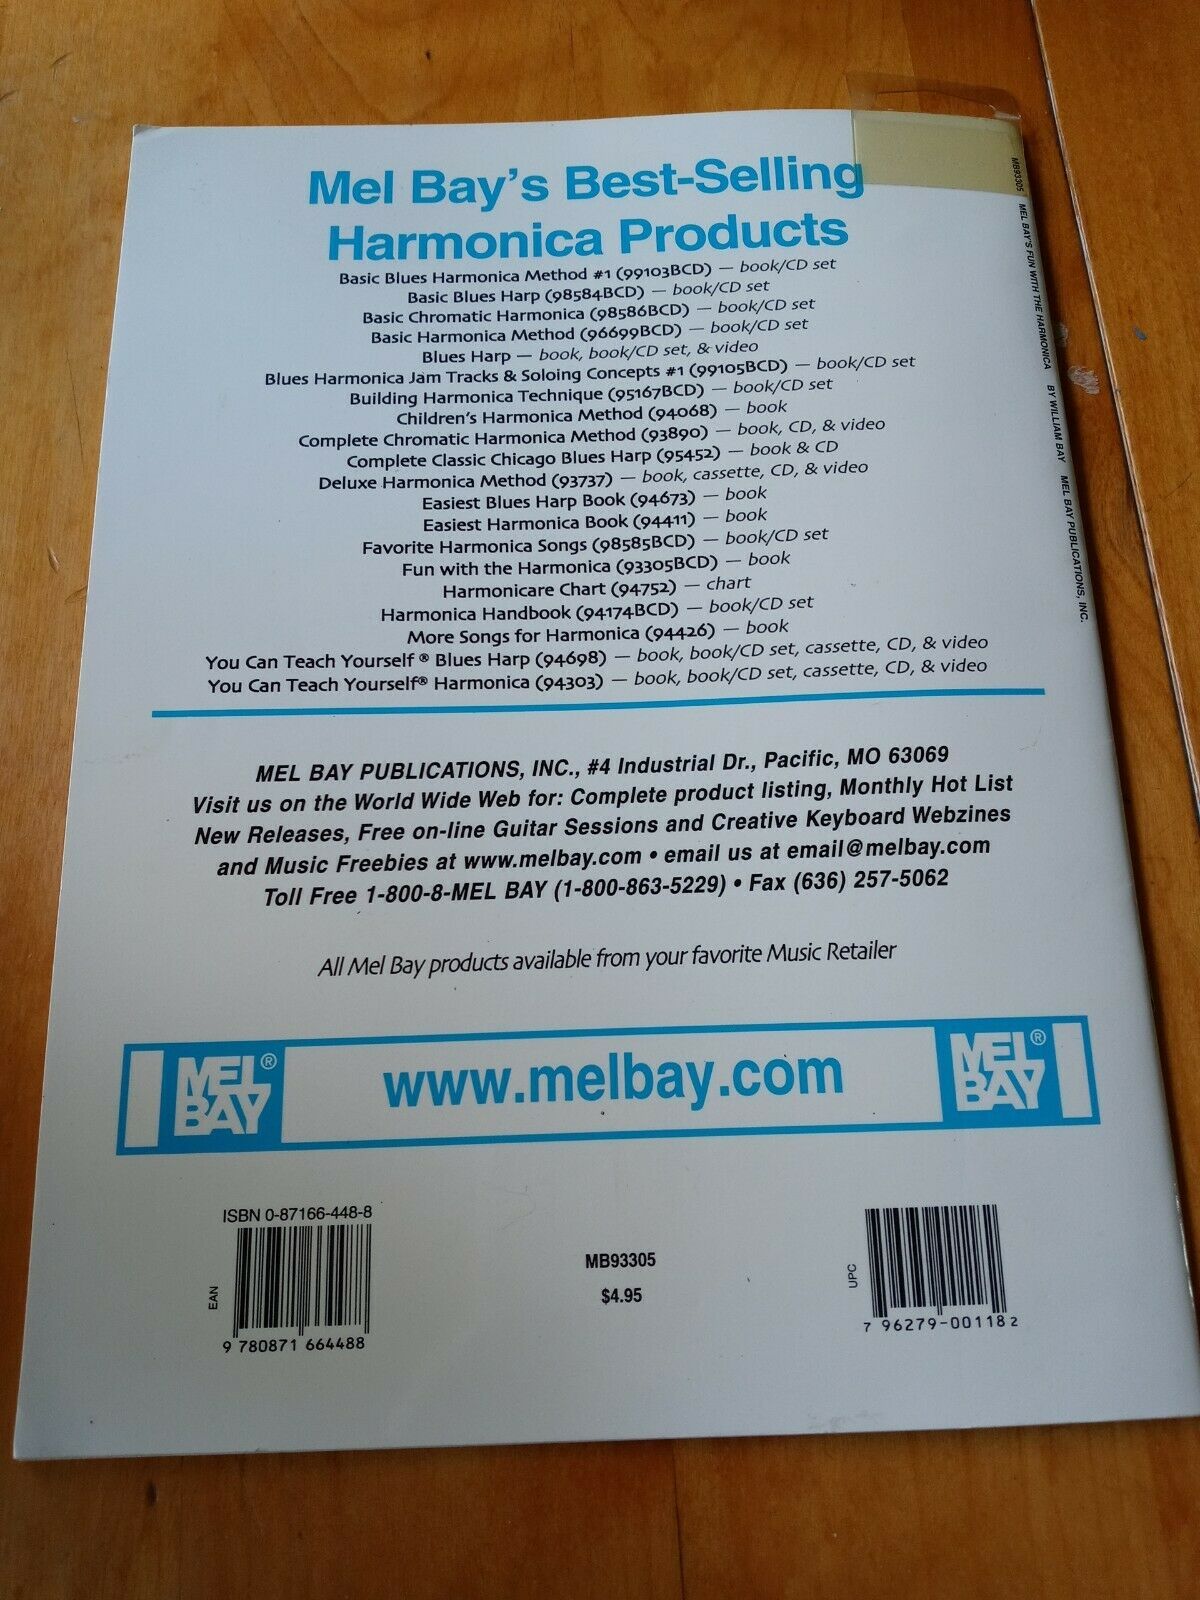 Mel Bay's Best-Selling
Harmonica Products
Basic Blues Harmonica Method #1 (99103BCD) — book/CD set
Basic Blues Harp (98584BCD) — book/CD set
Basic Chromatic Harmonica (98586BCD) — book/CD set
Basic Harmonica Method (96699BCD) — book/CD set
Blues Harp — book, book/CD set, & video
Blues Harmonica Jam Tracks & Soloing Concepts #1 (99105BCD) — book/CD set
Building Harmonica Technique (95167BCD) — book/CD set
Children's Harmonica Method (94068) — book
Complete Chromatic Harmonica Method (93890) — book, CD, & video
Complete Classic Chicago Blues Harp (95452) — book & CD
Deluxe Harmonica Method (93737) — book, cassette, CD, & video
Easiest Blues Harp Book (94673) — book
Easiest Harmonica Book (94411) — book
Favorite Harmonica Songs (98585BCD) — book/CD set
Fun with the Harmonica (93305BCD) — book
Harmonicare Chart (94752) — chart
Harmonica Handbook (94174BCD) — book/CD set
More Songs for Harmonica (94426) — book
You Can Teach Yourself ® Blues Harp (94698) — book, book/CD set, cassette, CD, & video
You Can Teach Yourself® Harmonica (94303) — book, book/CD set, cassette, CD, & video
MEL BAY PUBLICATIONS, INC., #4 Industrial Dr., Pacific, MO 63069
Visit us on the World Wide Web for: Complete product listing, Monthly Hot List
New Releases, Free on-line Guitar Sessions and Creative Keyboard Webzines
and Music Freebies at www.melbay.com • email us at email@melbay.com
Toll Free 1-800-8-MEL BAY (1-800-863-5229) • Fax (636) 257-5062
All Mel Bay products available from your favorite Music Retailer
MEL BAY® www.melbay.com MEL BAY®
ISBN 0-87166-448-8
EAN
9 780871 664488
MB93305
$4.95
UPC
7 96279-00118 2
MB93305 MEL BAY'S FUN WITH THE HARMONICA BY WILLIAM BAY MEL BAY PUBLICATIONS, INC.